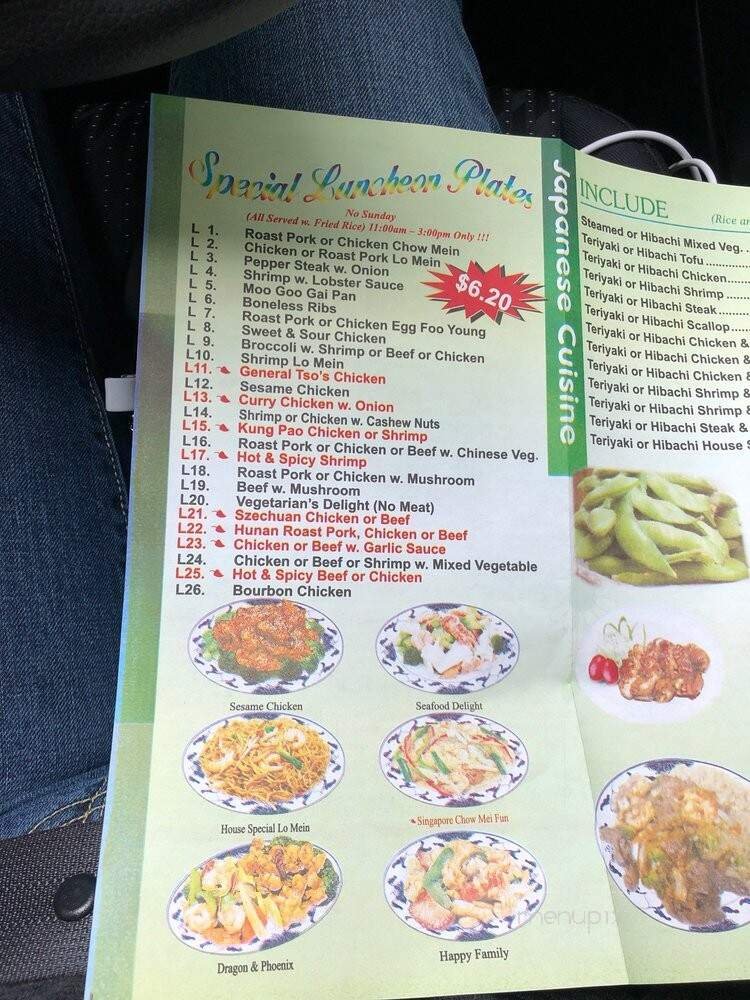 Special Luncheon Plates
No Sunday
(All Served w. Fried Rice) 11:00am – 3:00pm Only !!!
L 1. Roast Pork or Chicken Chow Mein
L 2. Chicken or Roast Pork Lo Mein
L 3. Pepper Steak w. Onion
L 4. Shrimp w. Lobster Sauce
L 5. Moo Goo Gai Pan
L 6. Boneless Ribs
L 7. Roast Pork or Chicken Egg Foo Young
L 8. Sweet & Sour Chicken
L 9. Broccoli w. Shrimp or Beef or Chicken
L10. Shrimp Lo Mein
L11. General Tso's Chicken
L12. Sesame Chicken
L13. Curry Chicken w. Onion
L14. Shrimp or Chicken w. Cashew Nuts
L15. Kung Pao Chicken or Shrimp
L16. Roast Pork or Chicken or Beef w. Chinese Veg.
L17. Hot & Spicy Shrimp
L18. Roast Pork or Chicken w. Mushroom
L19. Beef w. Mushroom
L20. Vegetarian's Delight (No Meat)
L21. Szechuan Chicken or Beef
L22. Hunan Roast Pork, Chicken or Beef
L23. Chicken or Beef w. Garlic Sauce
L24. Chicken or Beef or Shrimp w. Mixed Vegetable
L25. Hot & Spicy Beef or Chicken
L26. Bourbon Chicken
$6.20
Sesame Chicken
Seafood Delight
House Special Lo Mein
Singapore Chow Mei Fun
Dragon & Phoenix
Happy Family
Japanese Cuisine
INCLUDE (Rice
Steamed or Hibachi Mixed Veg. .
Teriyaki or Hibachi Tofu ..........
Teriyaki or Hibachi Chicken.....
Teriyaki or Hibachi Shrimp .....
Teriyaki or Hibachi Steak........
Teriyaki or Hibachi Scallop....
Teriyaki or Hibachi Chicken &
Teriyaki or Hibachi Chicken &
Teriyaki or Hibachi Chicken &
Teriyaki or Hibachi Shrimp &
Teriyaki or Hibachi Shrimp &
Teriyaki or Hibachi Steak &
Teriyaki or Hibachi House